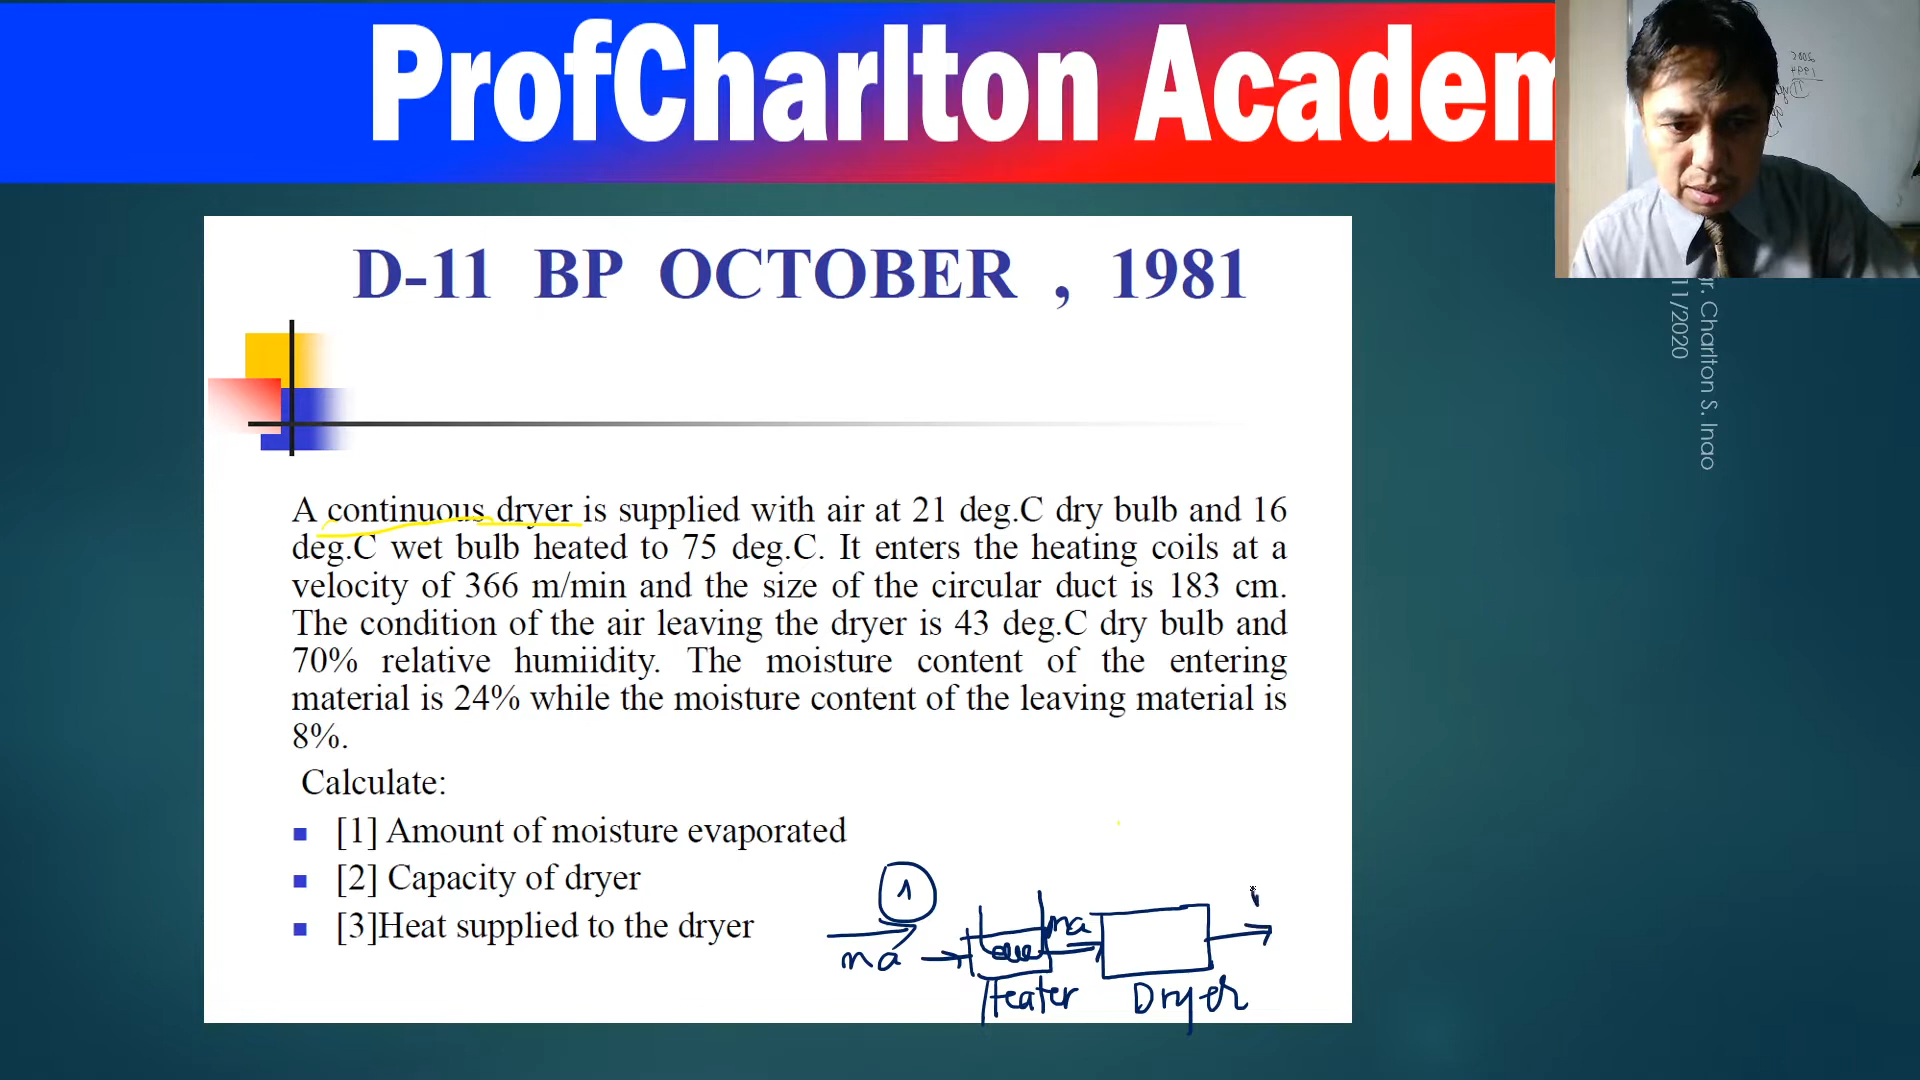 ProfCharlton Academ
D-11 BP OCTOBER , 1981
gr. Charlton S. Inao
11/2020
A continuous dryer is supplied with air at 21 deg.C dry bulb and 16
deg.C wet bulb heated to 75 deg.C. It enters the heating coils at a
velocity of 366 m/min and the size of the circular duct is 183 cm.
The condition of the air leaving the dryer is 43 deg.C dry bulb and
70% relative humiidity. The moisture content of the entering
material is 24% while the moisture content of the leaving material is
8%.
Calculate:
[1] Amount of moisture evaporated
[2] Capacity of dryer
[3]Heat supplied to the dryer
1
ma
ma
Heater
Dryer